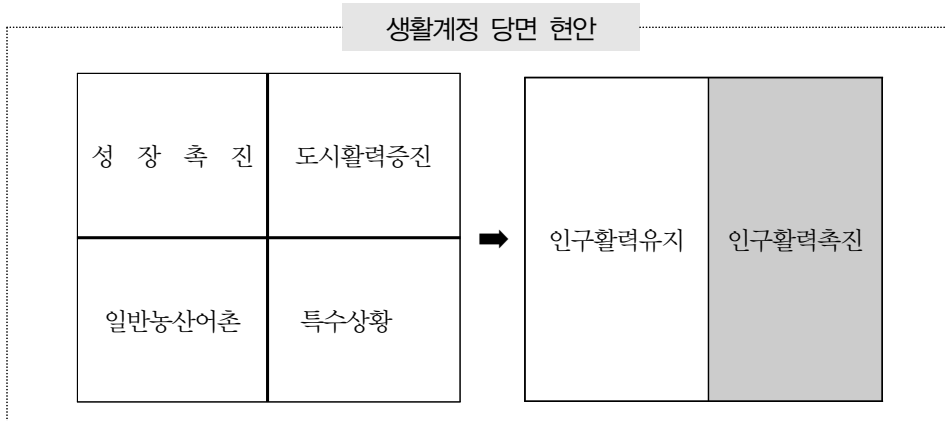 생활계정 당면 현안
성 장 촉 진
도시활력증진
일반농산어촌
특수상황
➡
인구활력유지
인구활력촉진